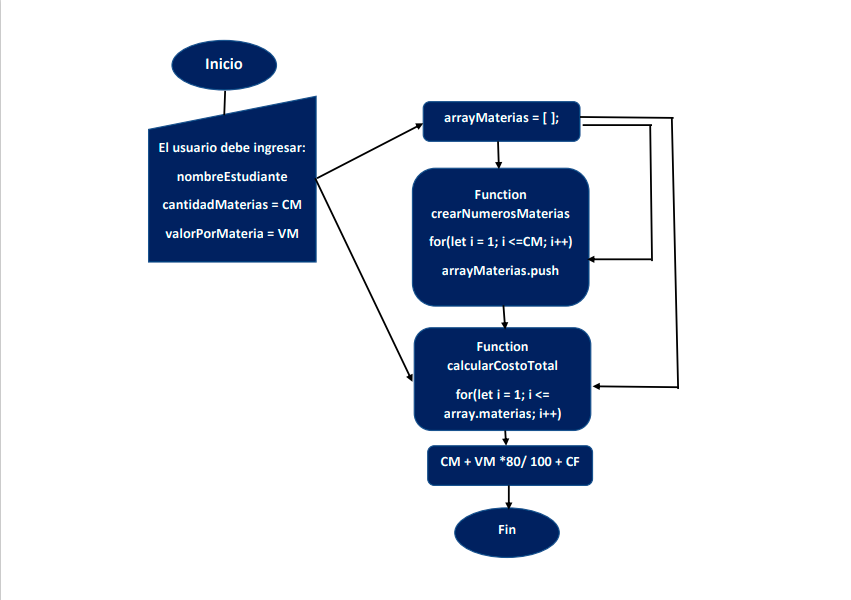 Inicio
El usuario debe ingresar:
nombreEstudiante
cantidadMaterias = CM
valorPorMateria = VM
arrayMaterias = [ ];
Function
crearNumerosMaterias
for(let i = 1; i <=CM; i++)
arrayMaterias.push
Function
calcularCostoTotal
for(let i = 1; i <=
array.materias; i++)
CM + VM *80/ 100 + CF
Fin